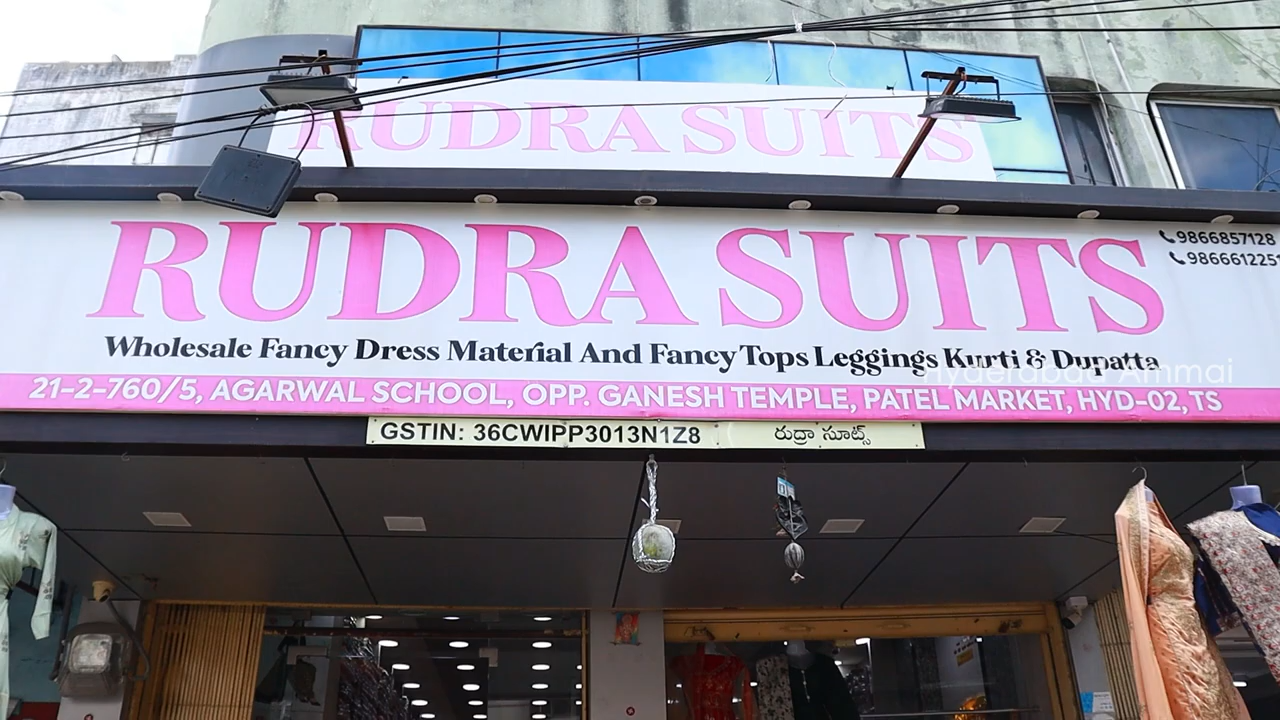 RUDRA SUITS
RUDRA SUITS
9866857128
9866612251
Wholesale Fancy Dress Material And Fancy Tops Leggings Kurti & Dupatta
Hyderabad Ammai
21-2-760/5, AGARWAL SCHOOL, OPP. GANESH TEMPLE, PATEL MARKET, HYD-02, TS
GSTIN: 36CWIPP3013N1Z8 రుద్రా సూట్స్